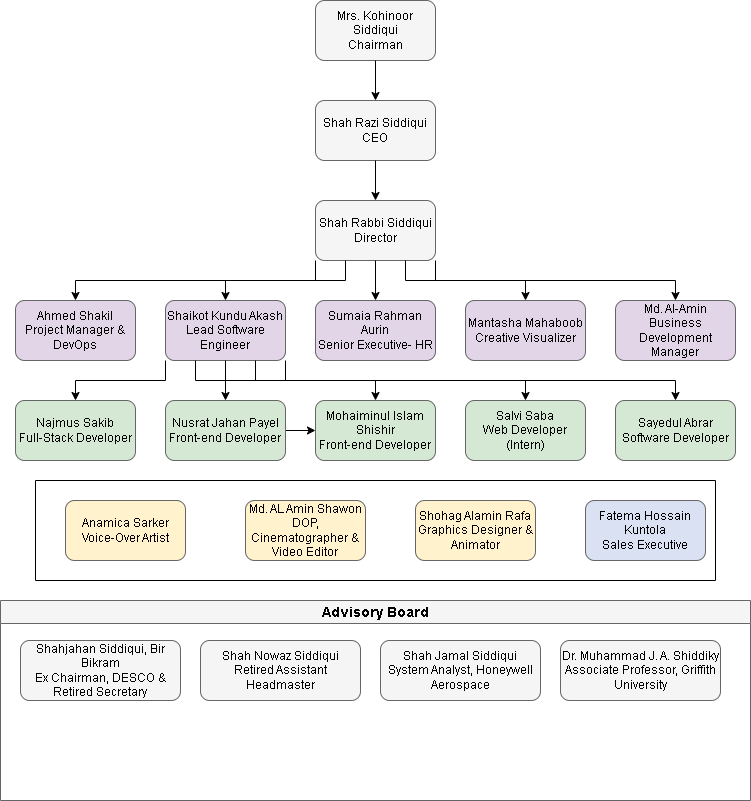 Mrs. Kohinoor
Siddiqui
Chairman
Shah Razi Siddiqui
CEO
Shah Rabbi Siddiqui
Director
Ahmed Shakil
Project Manager &
DevOps
Shaikot Kundu Akash
Lead Software
Engineer
Sumaia Rahman
Aurin
Senior Executive- HR
Mantasha Mahaboob
Creative Visualizer
Md. Al-Amin
Business
Development
Manager
Najmus Sakib
Full-Stack Developer
Nusrat Jahan Payel
Front-end Developer
Mohaiminul Islam
Shishir
Front-end Developer
Salvi Saba
Web Developer
(Intern)
Sayedul Abrar
Software Developer
Anamica Sarker
Voice-Over Artist
Md. AL Amin Shawon
DOP,
Cinematographer &
Video Editor
Shohag Alamin Rafa
Graphics Designer &
Animator
Fatema Hossain
Kuntola
Sales Executive
Advisory Board
Shahjahan Siddiqui, Bir
Bikram
Ex Chairman, DESCO &
Retired Secretary
Shah Nowaz Siddiqui
Retired Assistant
Headmaster
Shah Jamal Siddiqui
System Analyst, Honeywell
Aerospace
Dr. Muhammad J. A. Shiddiky
Associate Professor, Griffith
University